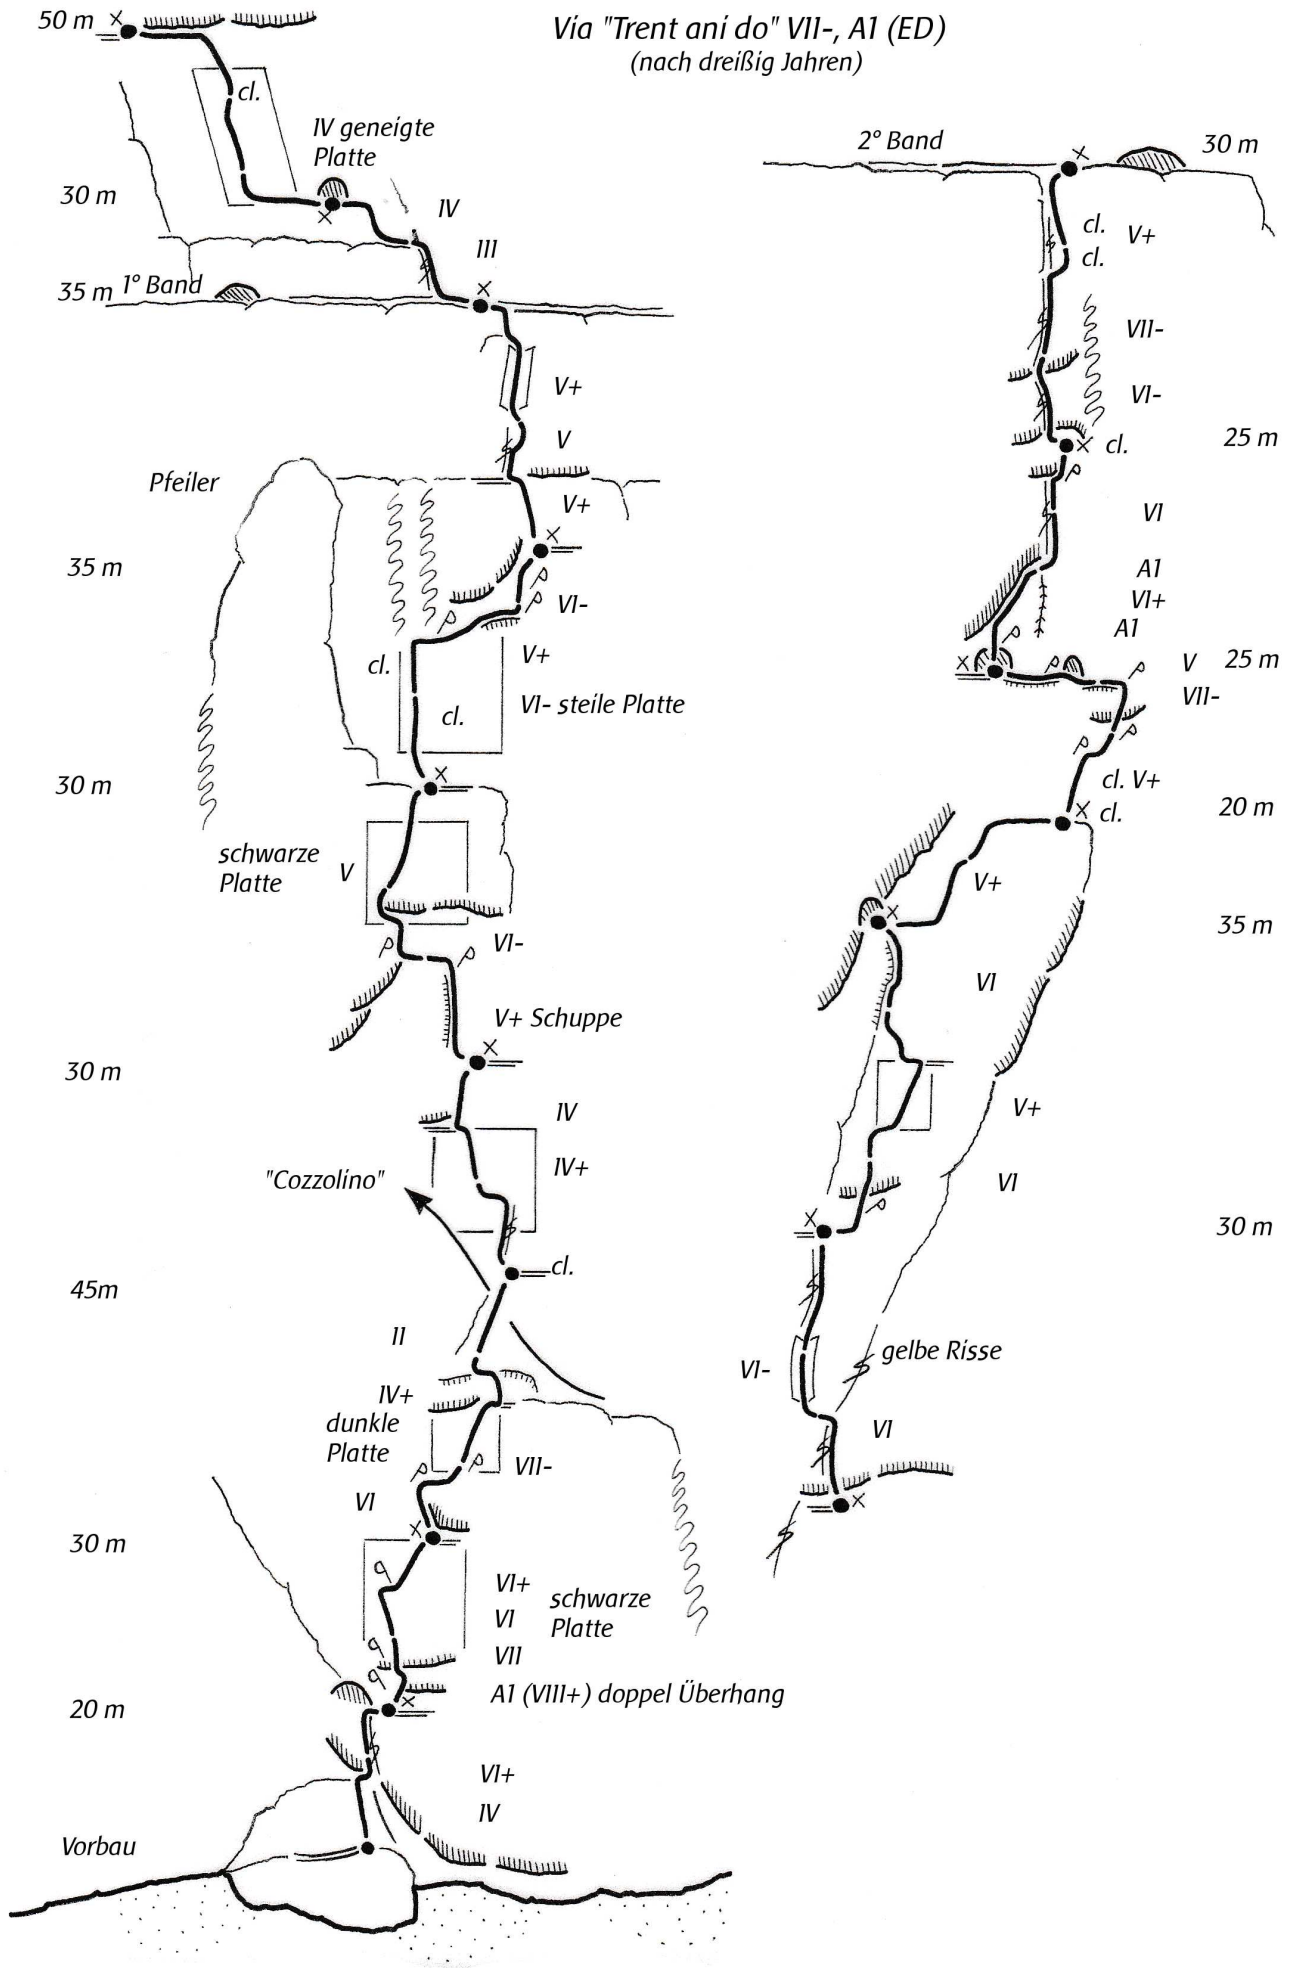 Via "Trent ani do" VII-, A1 (ED)
(nach dreißig Jahren)
50 m
cl.
IV geneigte
Platte
30 m
IV
III
35 m
1° Band
V+
V
Pfeiler
V+
35 m
VI-
cl.
V+
cl.
VI- steile Platte
30 m
schwarze
Platte
V
VI-
V+ Schuppe
30 m
IV
IV+
"Cozzolino"
cl.
45m
II
IV+
dunkle
Platte
VII-
VI
30 m
VI+
VI
schwarze
Platte
VII
A1 (VIII+) doppel Überhang
20 m
VI+
IV
Vorbau
2° Band
30 m
cl.
cl.
V+
VII-
VI-
25 m
cl.
VI
A1
VI+
A1
V
25 m
VII-
cl. V+
cl.
20 m
V+
35 m
VI
V+
VI
30 m
gelbe Risse
VI-
VI